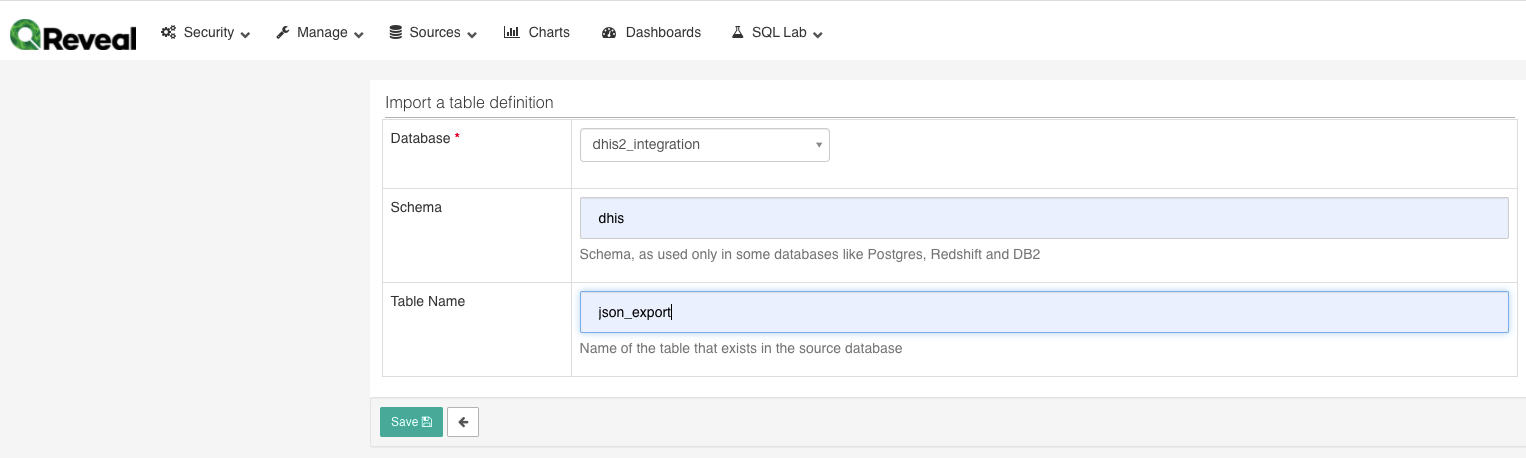 Reveal Security Manage Sources Charts Dashboards SQL Lab
Import a table definition
Database * dhis2_integration
Schema dhis
Schema, as used only in some databases like Postgres, Redshift and DB2
Table Name json_export
Name of the table that exists in the source database
Save